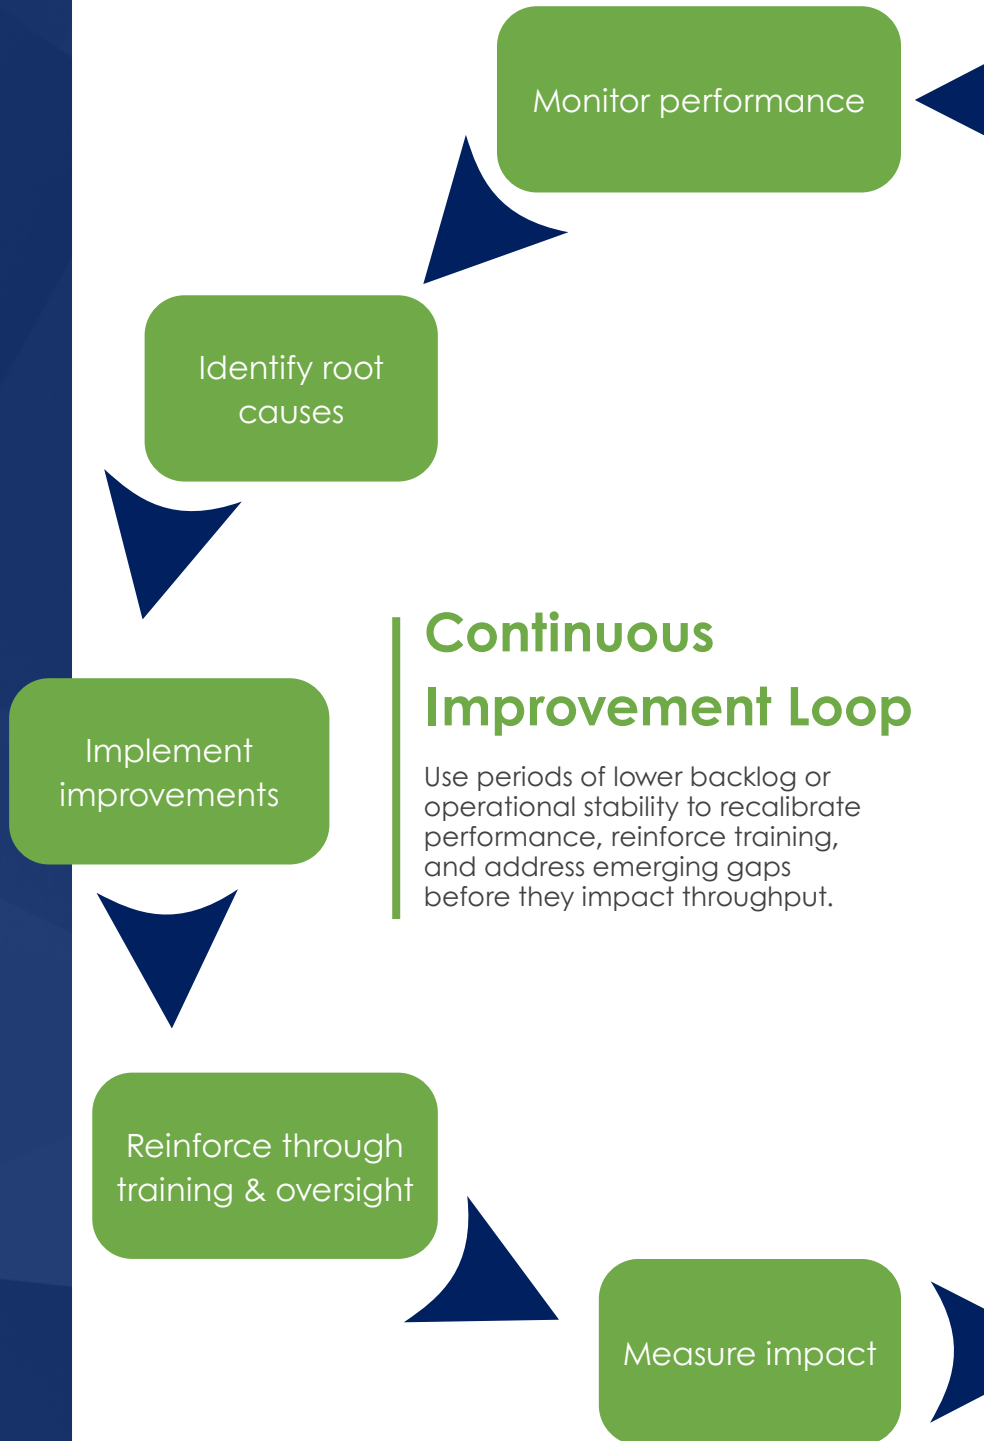 Monitor performance
Identify root
causes
Continuous
Improvement Loop
Use periods of lower backlog or
operational stability to recalibrate
performance, reinforce training,
and address emerging gaps
before they impact throughput.
Implement
improvements
Reinforce through
training & oversight
Measure impact